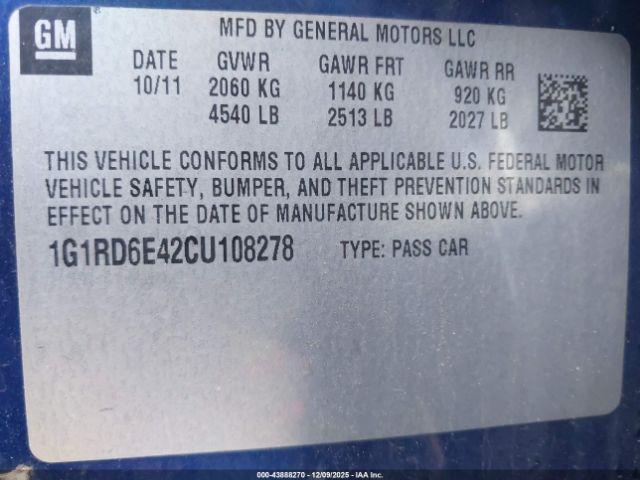 GM
MFD BY GENERAL MOTORS LLC
DATE GVWR GAWR FRT GAWR RR
10/11 2060 KG 1140 KG 920 KG
4540 LB 2513 LB 2027 LB
THIS VEHICLE CONFORMS TO ALL APPLICABLE U.S. FEDERAL MOTOR
VEHICLE SAFETY, BUMPER, AND THEFT PREVENTION STANDARDS IN
EFFECT ON THE DATE OF MANUFACTURE SHOWN ABOVE.
1G1RD6E42CU108278 TYPE: PASS CAR
000-43888270 - 12/09/2025 - IAA Inc.